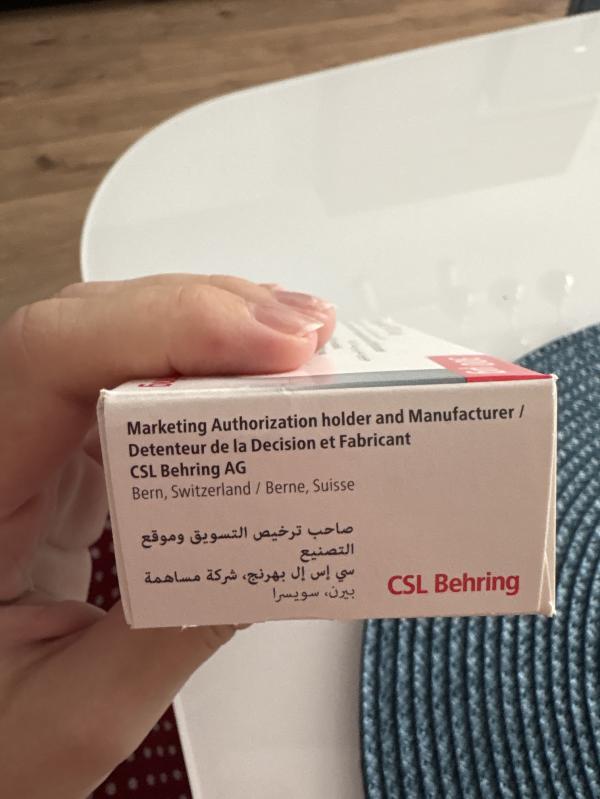 Marketing Authorization holder and Manufacturer /
Detenteur de la Decision et Fabricant
CSL Behring AG
Bern, Switzerland / Berne, Suisse
صاحب ترخيص التسويق وموقع
التصنيع
سي إس إل بهرنج، شركة مساهمة
بيرن، سويسرا
CSL Behring